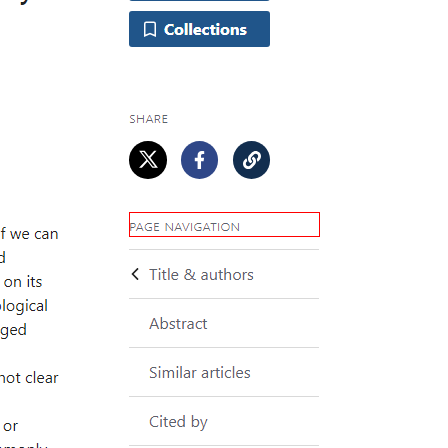 Collections
SHARE
PAGE NAVIGATION
Title & authors
Abstract
Similar articles
Cited by
f we can
d
on its
ological
ged
not clear
or